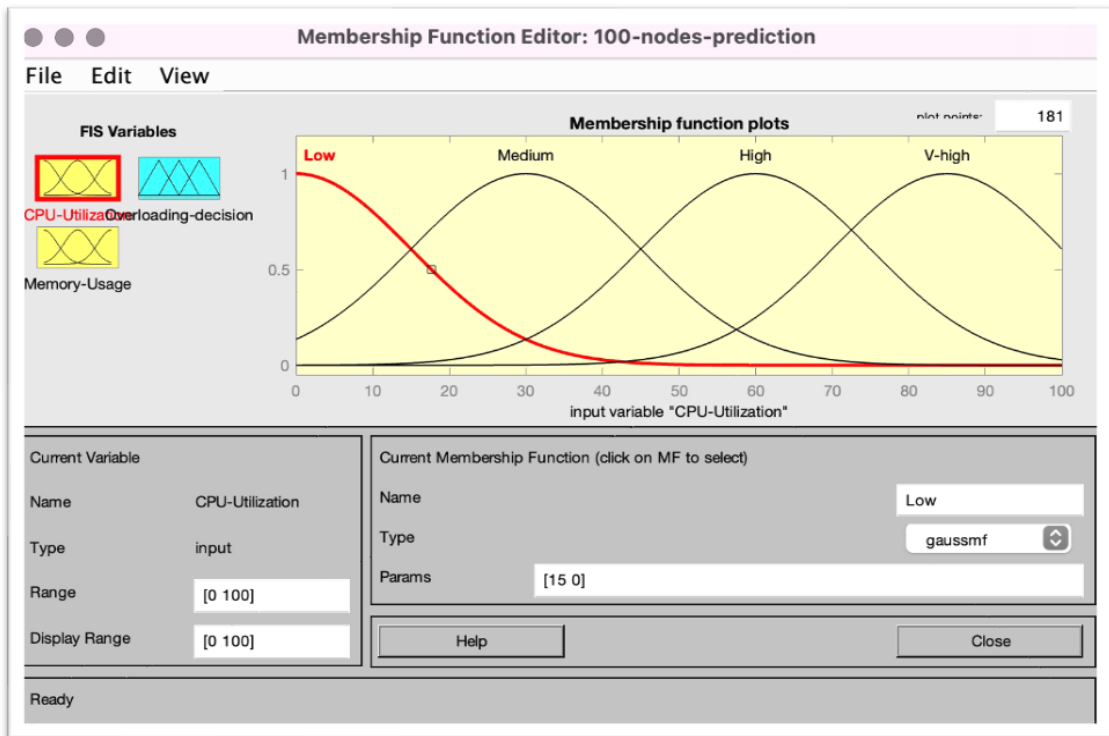 Membership Function Editor: 100-nodes-prediction
File Edit View
FIS Variables
CPU-Utilization
Overloading-decision
Memory-Usage
Membership function plots
plot points:
181
Low Medium High V-high
1
0.5
0
0 10 20 30 40 50 60 70 80 90 100
input variable "CPU-Utilization"
Current Variable
Name CPU-Utilization
Type input
Range [0 100]
Display Range [0 100]
Current Membership Function (click on MF to select)
Name Low
Type gaussmf
Params [15 0]
Help Close
Ready